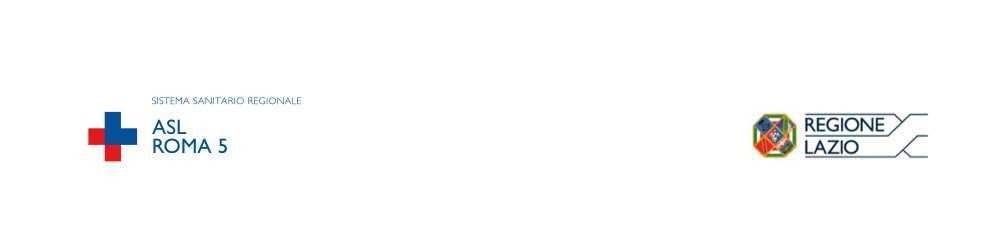 SISTEMA SANITARIO REGIONALE
ASL
ROMA 5
REGIONE
LAZIO